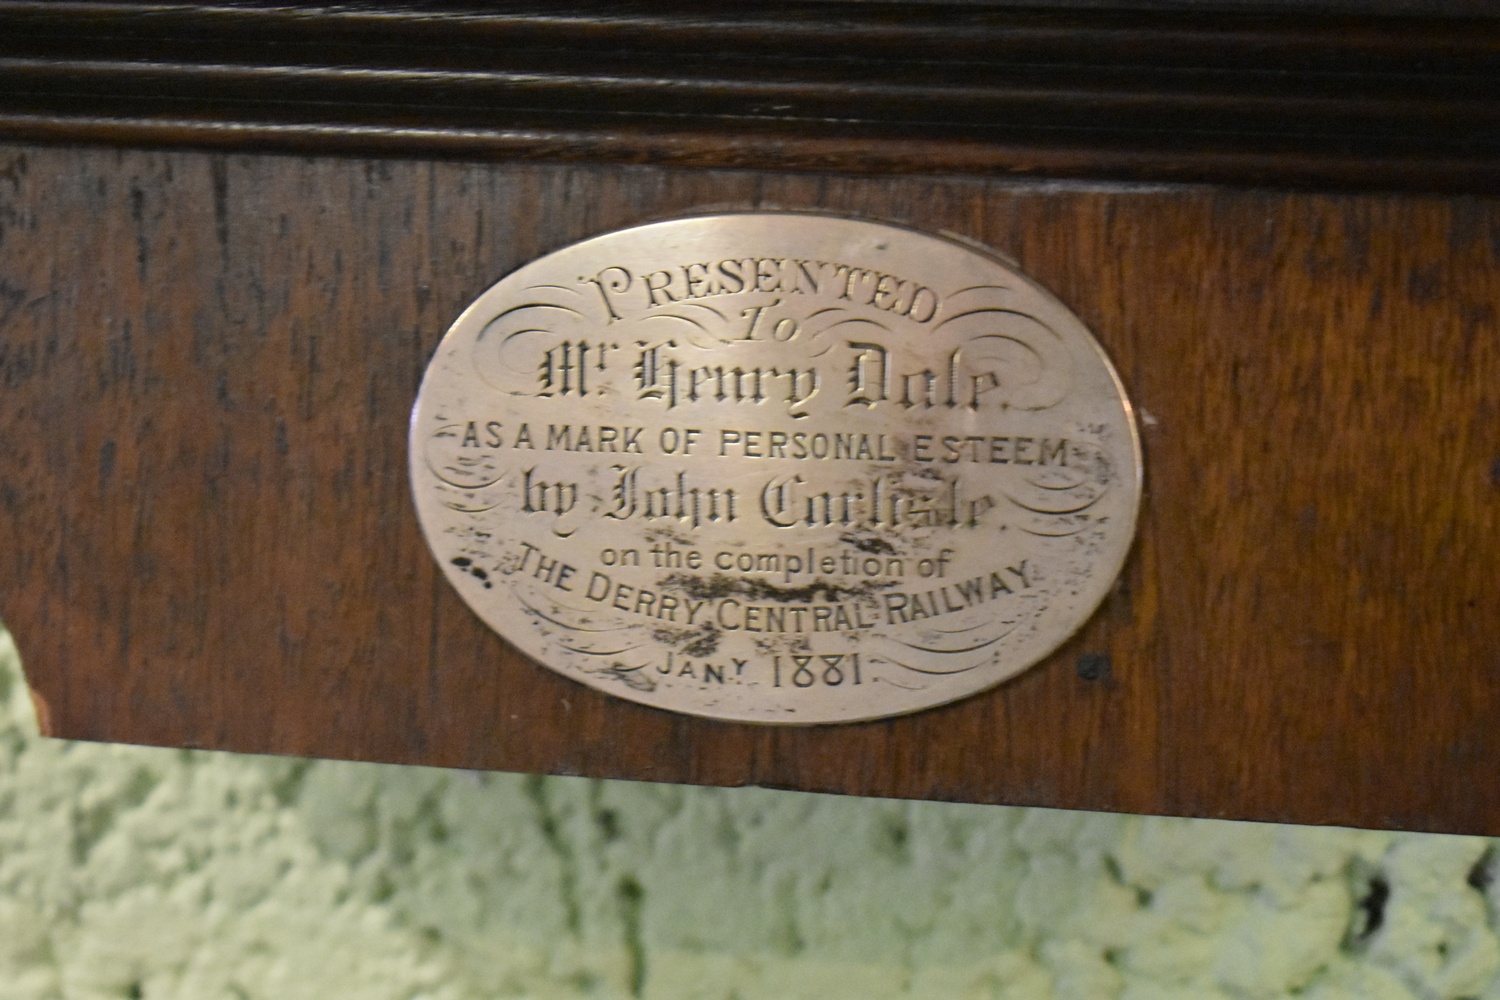 PRESENTED
To
Mr. Henry Dale.
AS A MARK OF PERSONAL ESTEEM
by John Carlisle.
on the completion of
THE DERRY CENTRAL RAILWAY
JANY. 1881.